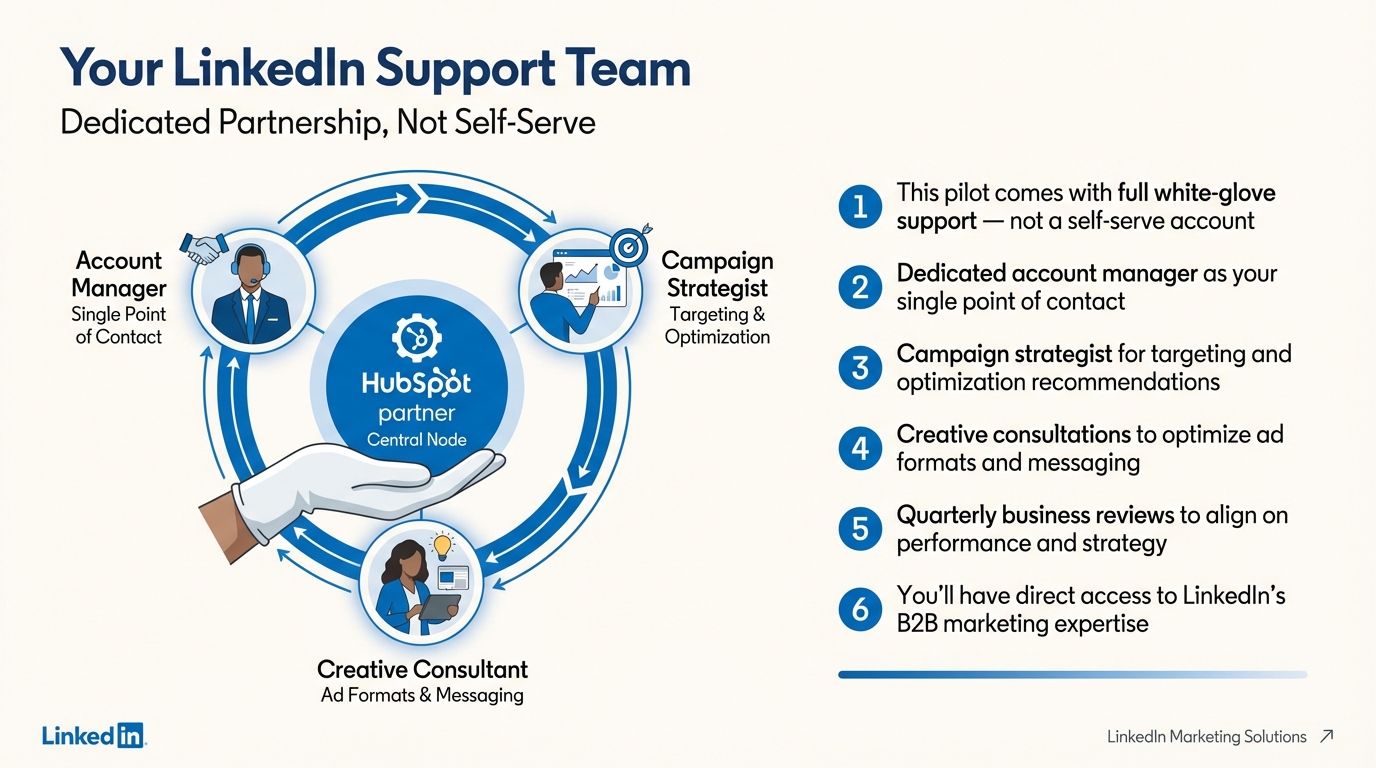 Your LinkedIn Support Team
Dedicated Partnership, Not Self-Serve
Account
Manager
Single Point
of Contact
Campaign
Strategist
Targeting &
Optimization
HubSpot
partner
Central Node
Creative Consultant
Ad Formats & Messaging
1
This pilot comes with full white-glove
support — not a self-serve account
2
Dedicated account manager as your
single point of contact
3
Campaign strategist for targeting and
optimization recommendations
4
Creative consultations to optimize ad
formats and messaging
5
Quarterly business reviews to align on
performance and strategy
6
You'll have direct access to LinkedIn's
B2B marketing expertise
Linked in
LinkedIn Marketing Solutions